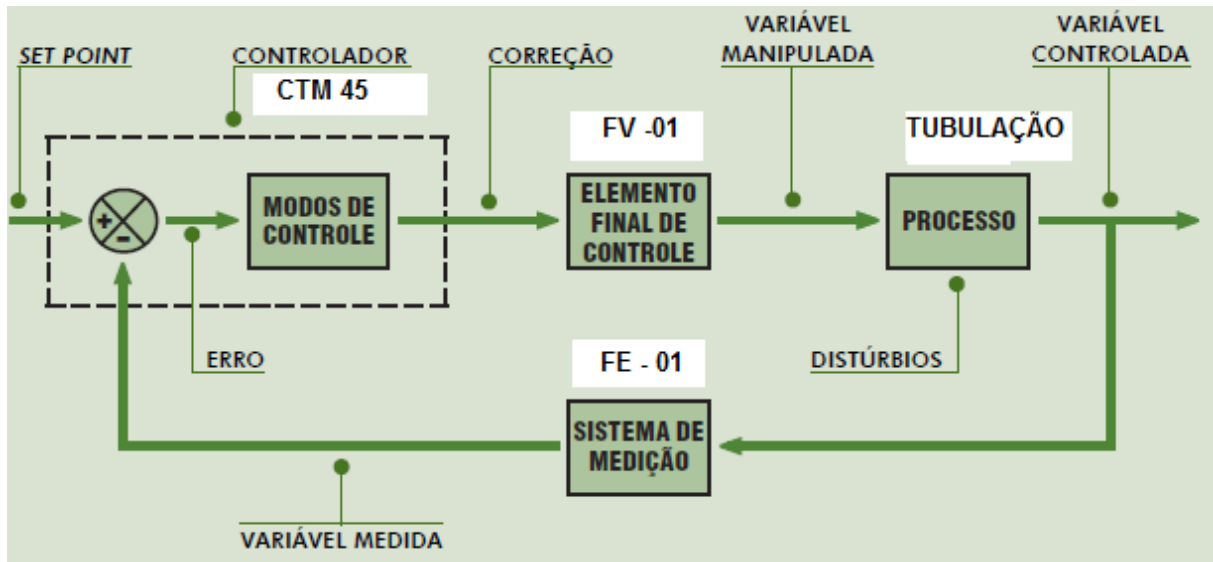 SET POINT
CONTROLADOR
CTM 45
CORREÇÃO
VARIÁVEL
MANIPULADA
VARIÁVEL
CONTROLADA
FV -01
TUBULAÇÃO
+
-
MODOS DE
CONTROLE
ELEMENTO
FINAL DE
CONTROLE
PROCESSO
ERRO
FE - 01
DISTÚRBIOS
SISTEMA DE
MEDIÇÃO
VARIÁVEL MEDIDA